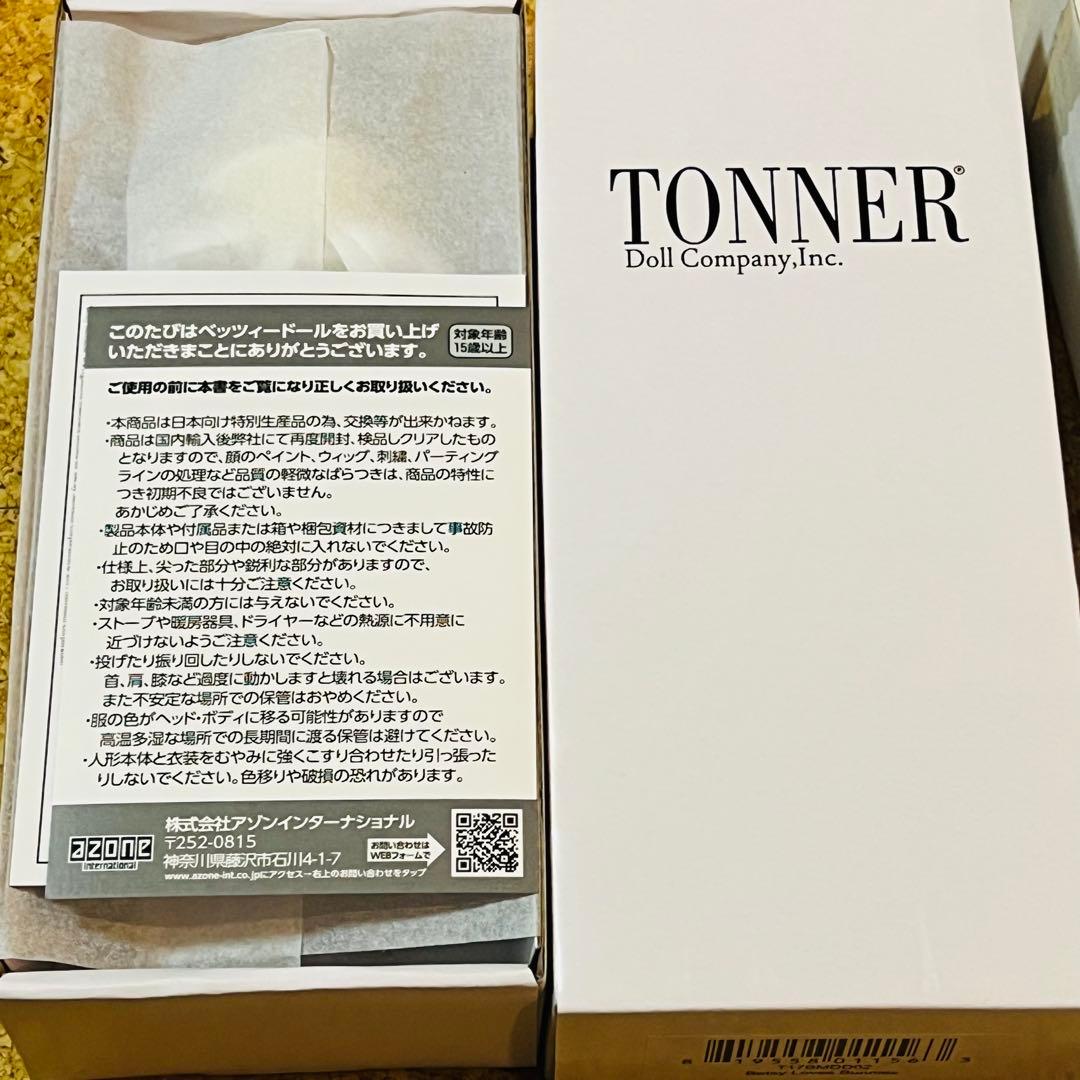 このたびはベッツィードールをお買い上げ
いただきまことにありがとうございます。
対象年齢
15歳以上
ご使用の前に本書をご覧になり正しくお取り扱いください。
・本商品は日本向け特別生産品の為、交換等が出来かねます。
・商品は国内輸入後弊社にて再度開封、検品しクリアしたもの
となりますので、顔のペイント、ウィッグ、刺繍、パーティング
ラインの処理など品質の軽微なばらつきは、商品の特性に
つき初期不良ではございません。
あかじめご了承ください。
・製品本体や付属品または箱や梱包資材につきまして事故防
止のため口や目の中の絶対に入れないでください。
・仕様上、尖った部分や鋭利な部分がありますので、
お取り扱いには十分ご注意ください。
・対象年齢未満の方には与えないでください。
・ストーブや暖房器具、ドライヤーなどの熱源に不用意に
近づけないようご注意ください。
・投げたり振り回したりしないでください。
首、肩、膝など過度に動かしますと壊れる場合はございます。
また不安定な場所での保管はおやめください。
・服の色がヘッド・ボディに移る可能性がありますので
高温多湿な場所での長期間に渡る保管は避けてください。
・人形本体と衣装をむやみに強くこすり合わせたり引っ張った
りしないでください。色移りや破損の恐れがあります。
azone
international
株式会社アゾンインターナショナル
〒252-0815
神奈川県藤沢市石川4-1-7
www.azone-int.co.jpにアクセス→右上のお問い合わせをタップ
お問い合わせは
WEBフォームで
TONNER®
Doll Company,Inc.
8 19558 01156 3
T17BMDD02
Betsy Loves Bunnies